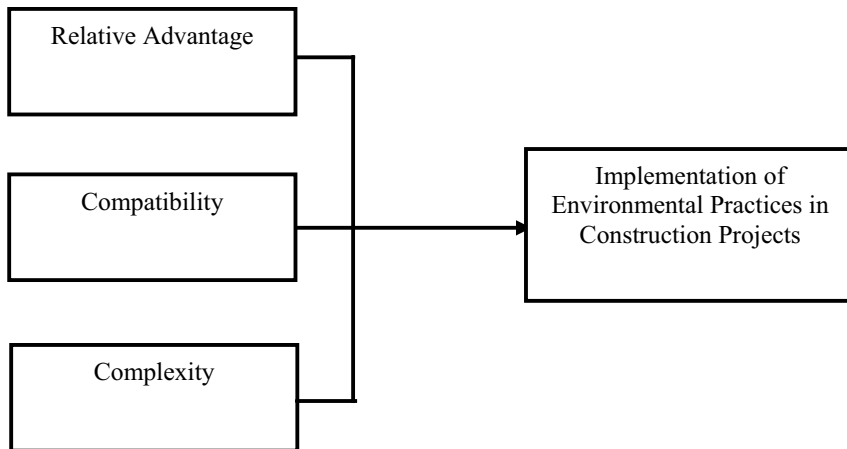 Relative Advantage
Compatibility
Complexity
Implementation of
Environmental Practices in
Construction Projects